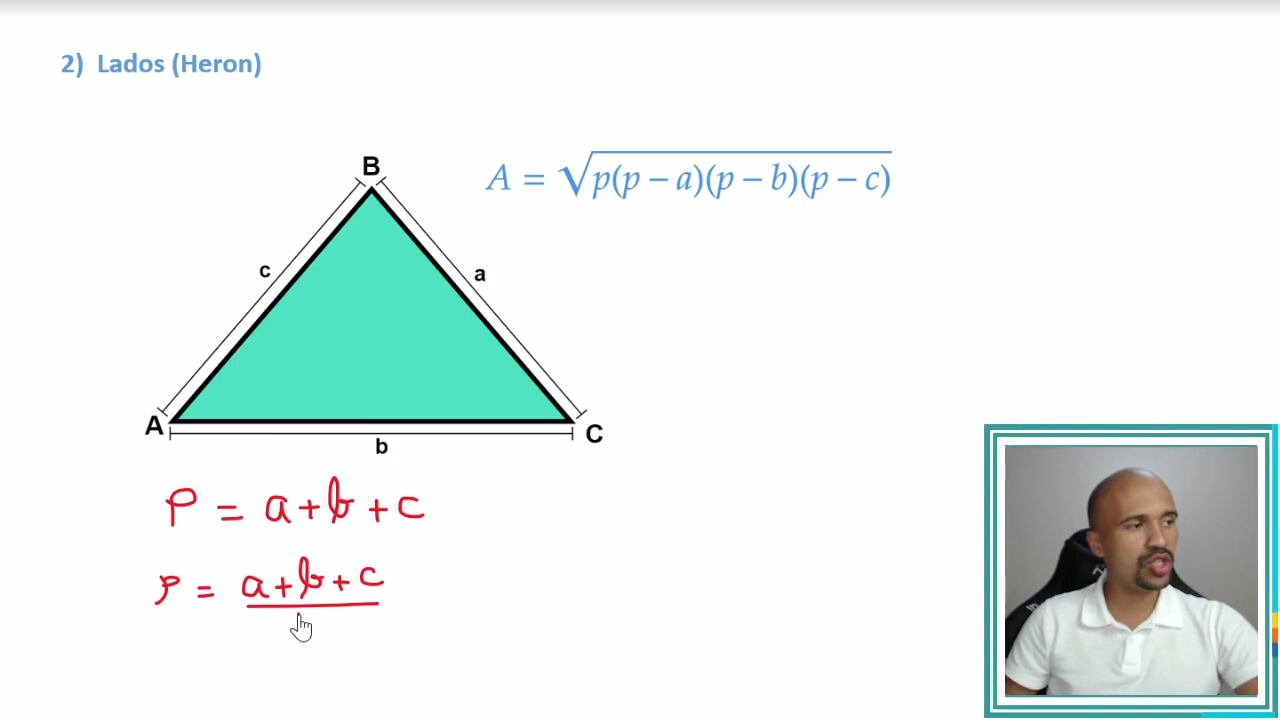 2) Lados (Heron)
B
A = √p(p − a)(p − b)(p − c)
c
a
A
C
b
P = a+b+c
p = a+b+c